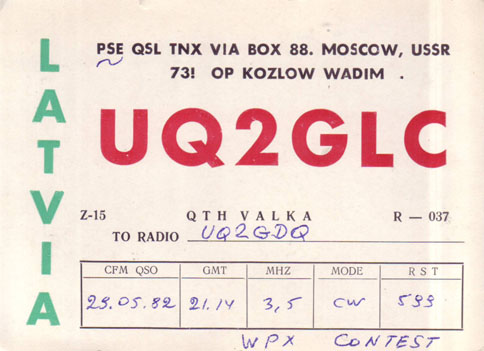 LATVIA
PSE QSL TNX VIA BOX 88. MOSCOW, USSR
73! OP KOZLOW WADIM .
UQ2GLC
Z-15 QTH VALKA R — 037
TO RADIO UQ2GDQ
CFM QSO GMT MHZ MODE RST
29.05.82 21.14 3,5 CW 599
WPX CONTEST